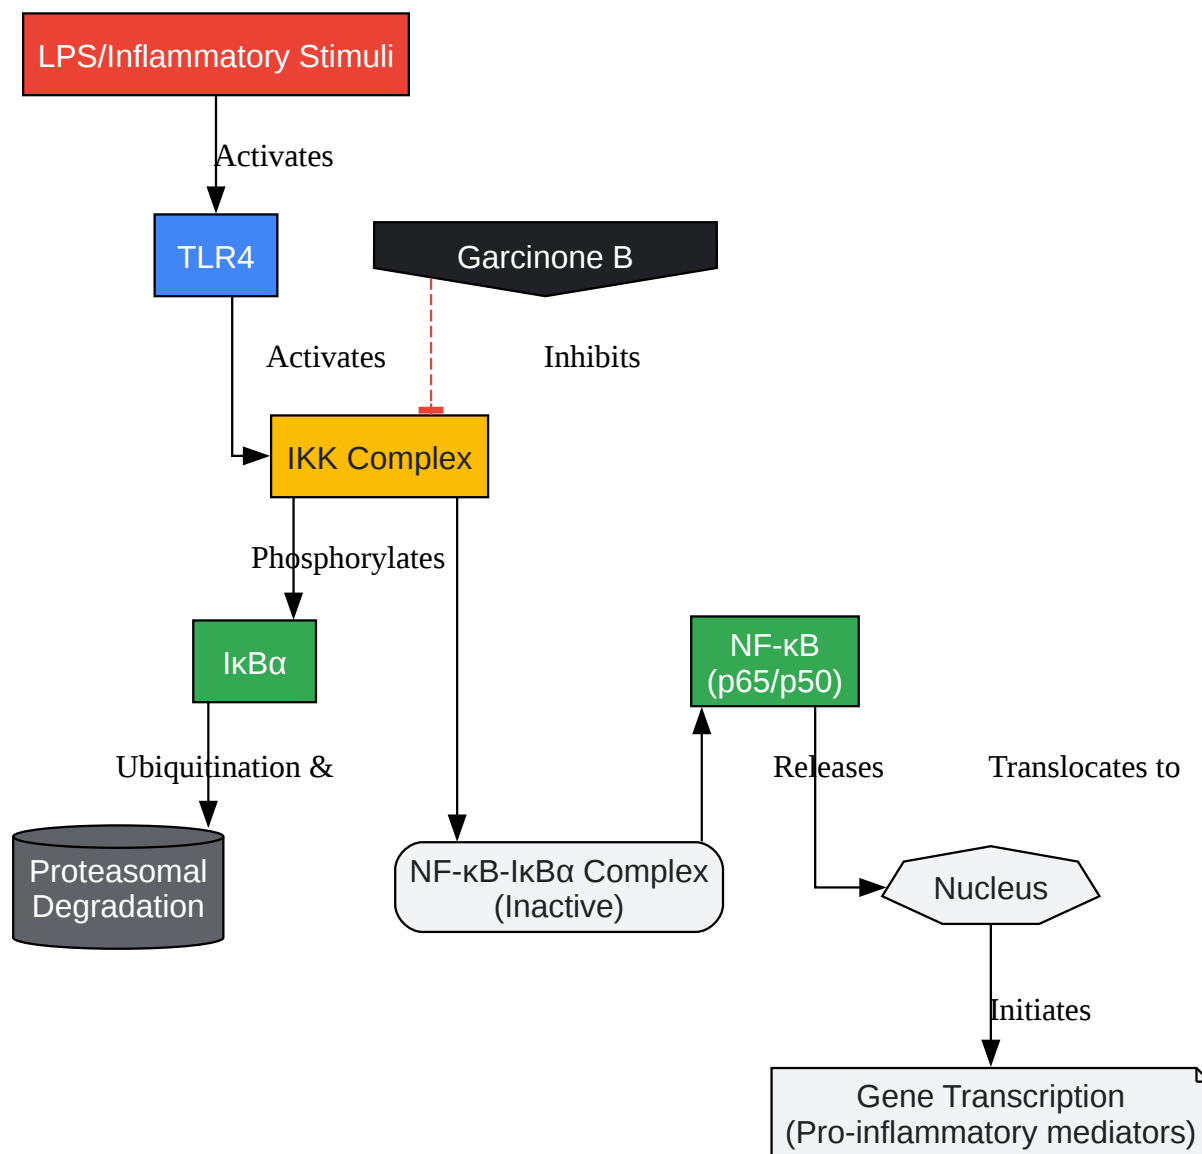 LPS/Inflammatory Stimuli
Activates
TLR4
Garcinone B
Activates
Inhibits
IKK Complex
Phosphorylates
IκBα
NF-κB
(p65/p50)
Ubiquitination &
Releases
Translocates to
Proteasomal
Degradation
NF-κB-IκBα Complex
(Inactive)
Nucleus
Initiates
Gene Transcription
(Pro-inflammatory mediators)